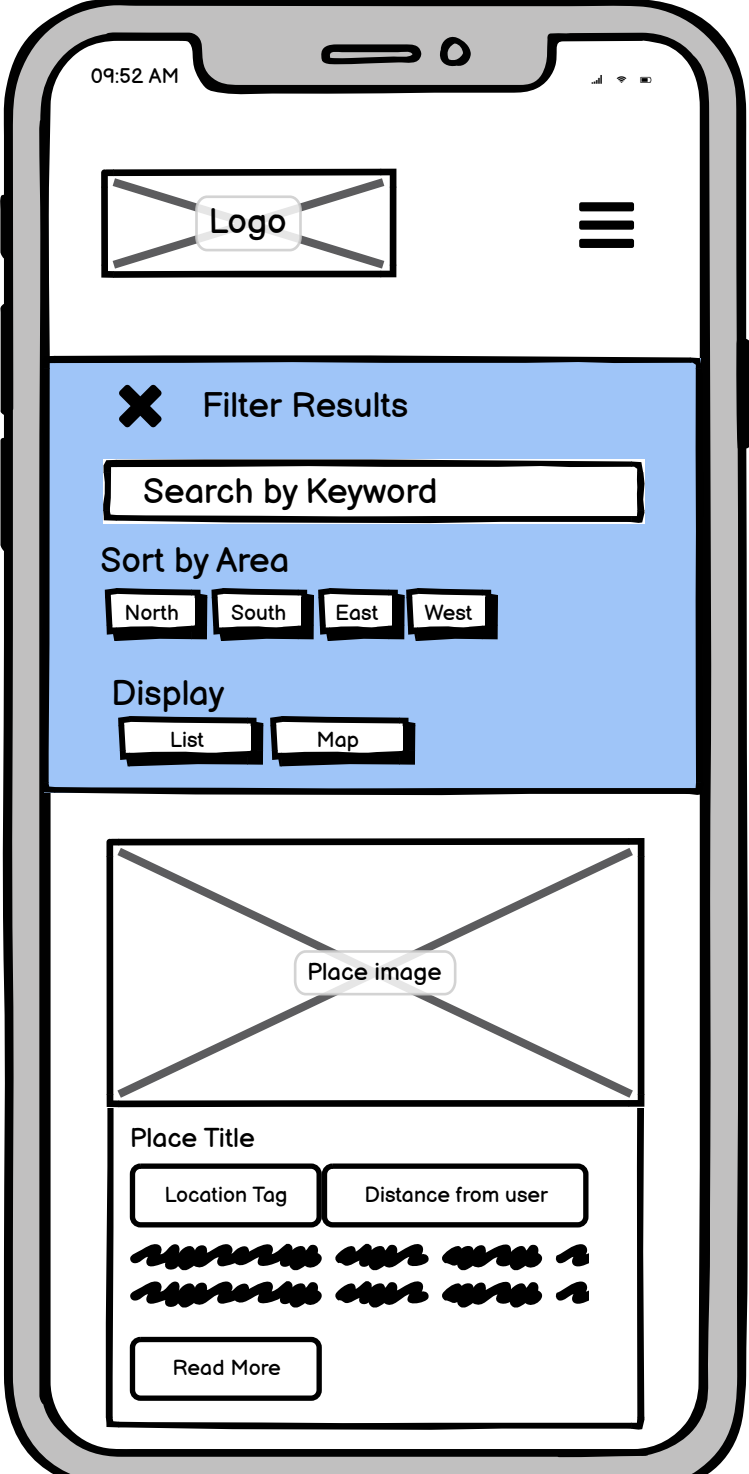 09:52 AM
Logo
Filter Results
Search by Keyword
Sort by Area
North South East West
Display
List Map
Place image
Place Title
Location Tag Distance from user
Read More